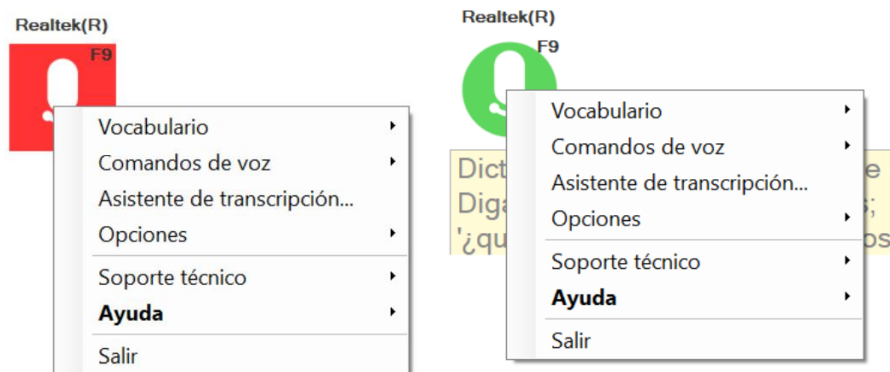 Realtek(R)
F9
Vocabulario
Comandos de voz
Asistente de transcripción...
Opciones
Soporte técnico
Ayuda
Salir
Realtek(R)
F9
Dict
e
Diga
s;
'¿qu
os
Vocabulario
Comandos de voz
Asistente de transcripción...
Opciones
Soporte técnico
Ayuda
Salir